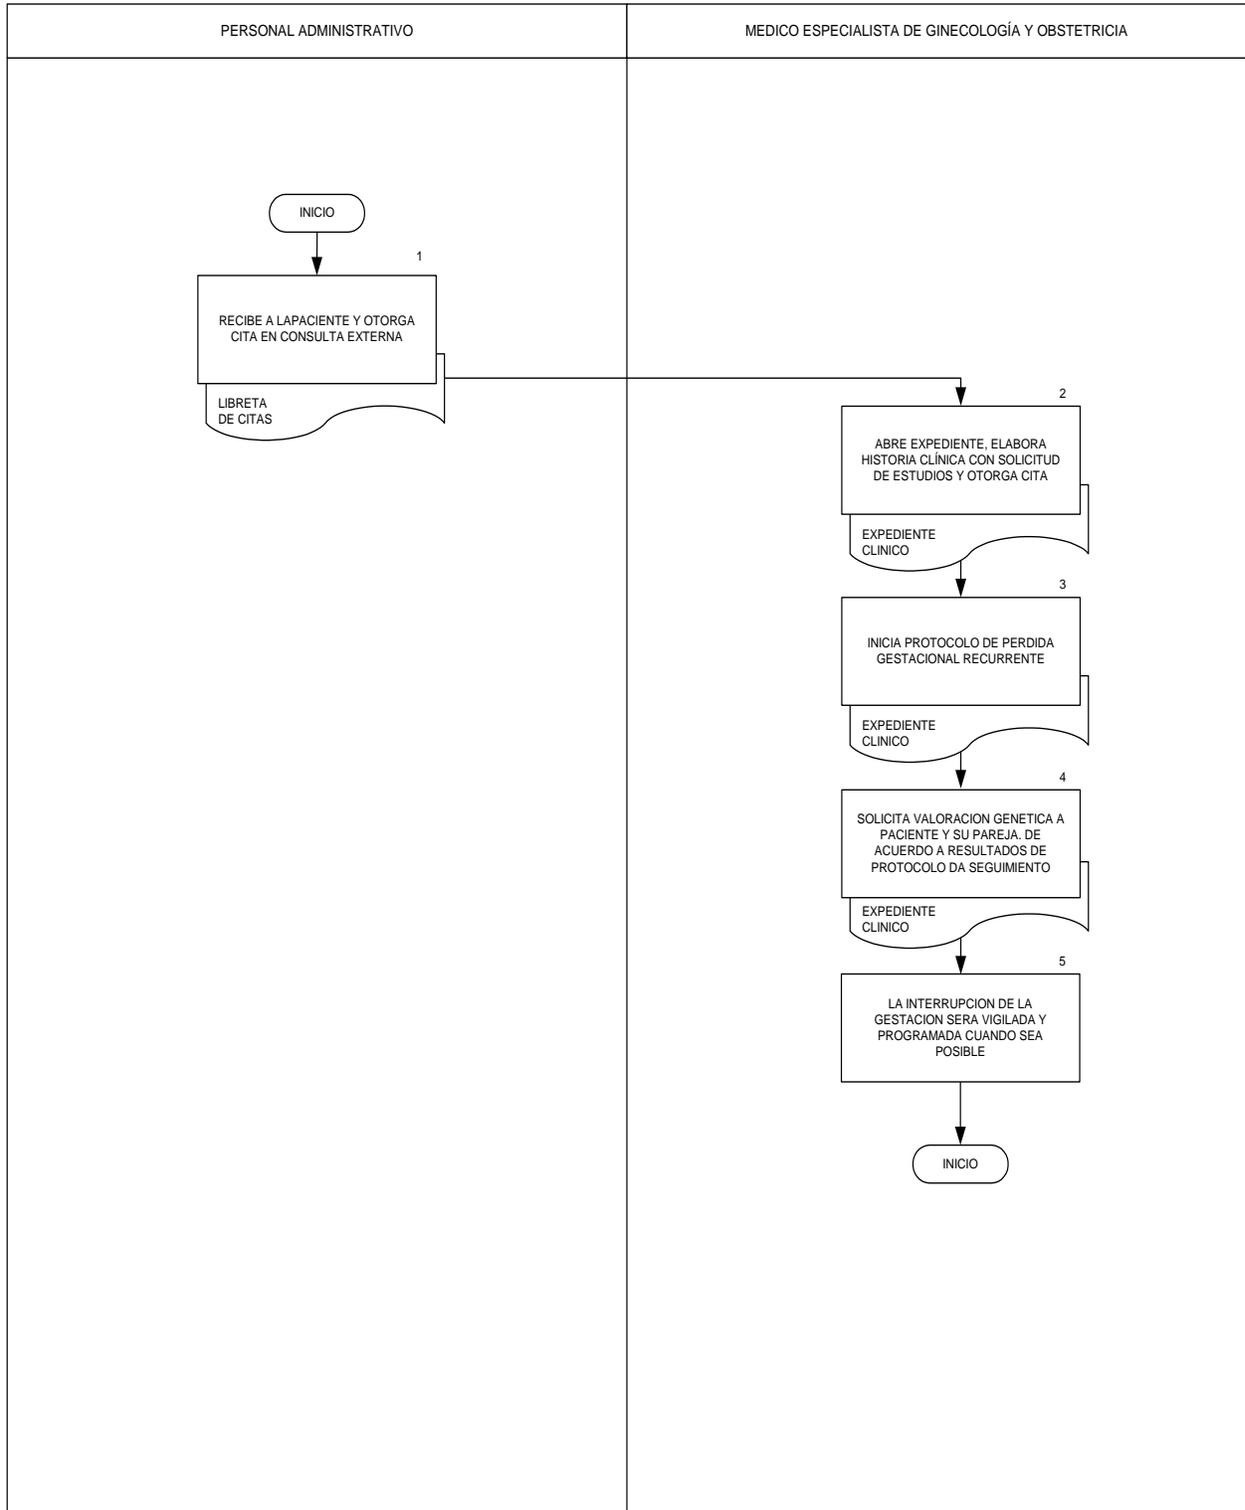 PERSONAL ADMINISTRATIVO
MEDICO ESPECIALISTA DE GINECOLOGÍA Y OBSTETRICIA
INICIO
1
RECIBE A LAPACIENTE Y OTORGA
CITA EN CONSULTA EXTERNA
LIBRETA
DE CITAS
2
ABRE EXPEDIENTE, ELABORA
HISTORIA CLÍNICA CON SOLICITUD
DE ESTUDIOS Y OTORGA CITA
EXPEDIENTE
CLINICO
3
INICIA PROTOCOLO DE PERDIDA
GESTACIONAL RECURRENTE
EXPEDIENTE
CLINICO
4
SOLICITA VALORACION GENETICA A
PACIENTE Y SU PAREJA. DE
ACUERDO A RESULTADOS DE
PROTOCOLO DA SEGUIMIENTO
EXPEDIENTE
CLINICO
5
LA INTERRUPCION DE LA
GESTACION SERA VIGILADA Y
PROGRAMADA CUANDO SEA
POSIBLE
INICIO